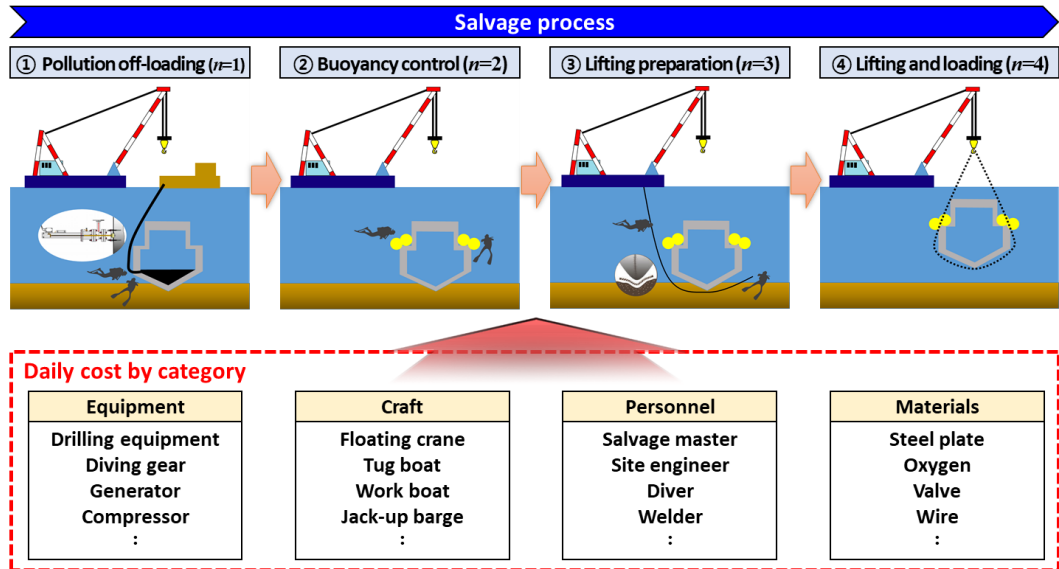 Salvage process
① Pollution off-loading (n=1)
② Buoyancy control (n=2)
③ Lifting preparation (n=3)
④ Lifting and loading (n=4)
Daily cost by category
Equipment
Drilling equipment
Diving gear
Generator
Compressor
:
Craft
Floating crane
Tug boat
Work boat
Jack-up barge
:
Personnel
Salvage master
Site engineer
Diver
Welder
:
Materials
Steel plate
Oxygen
Valve
Wire
: